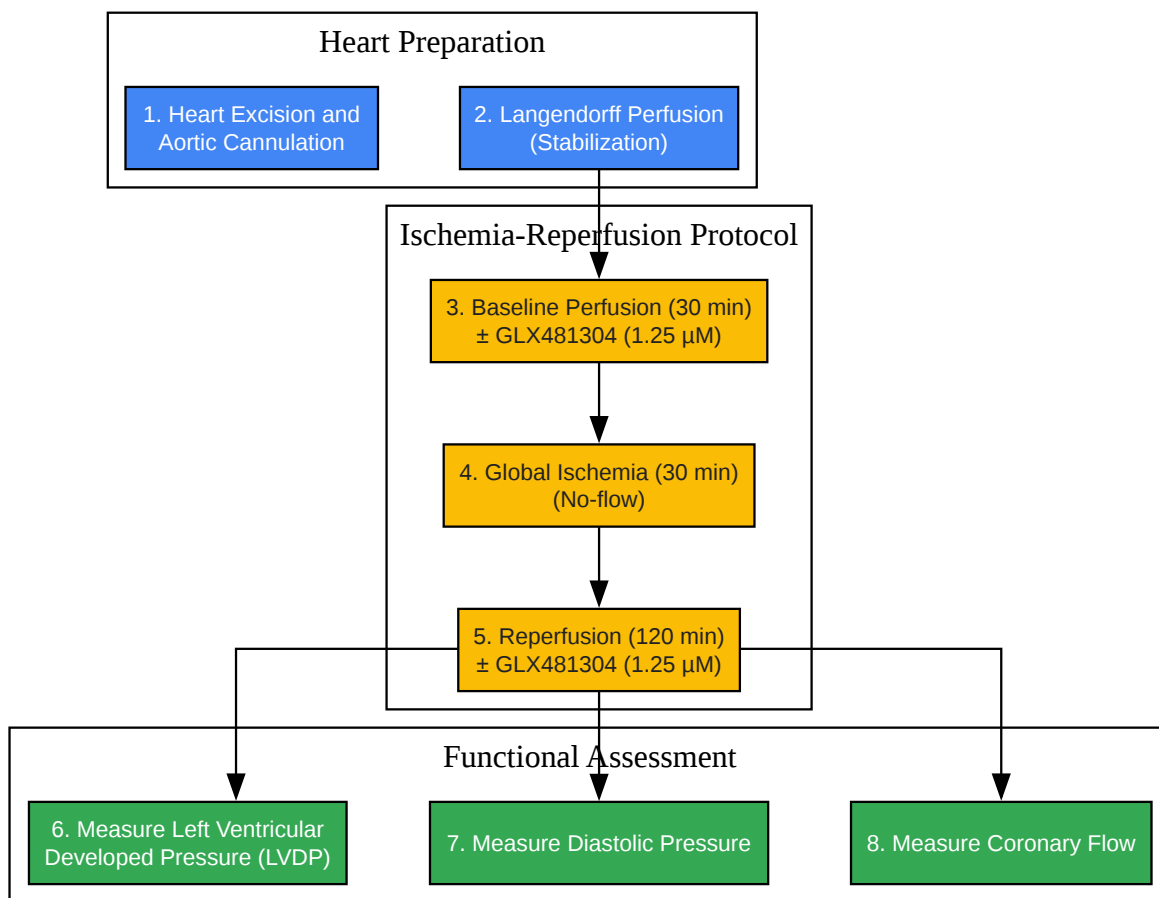 Heart Preparation
1. Heart Excision and
Aortic Cannulation
2. Langendorff Perfusion
(Stabilization)
Ischemia-Reperfusion Protocol
3. Baseline Perfusion (30 min)
± GLX481304 (1.25 µM)
4. Global Ischemia (30 min)
(No-flow)
5. Reperfusion (120 min)
± GLX481304 (1.25 µM)
Functional Assessment
6. Measure Left Ventricular
Developed Pressure (LVDP)
7. Measure Diastolic Pressure
8. Measure Coronary Flow